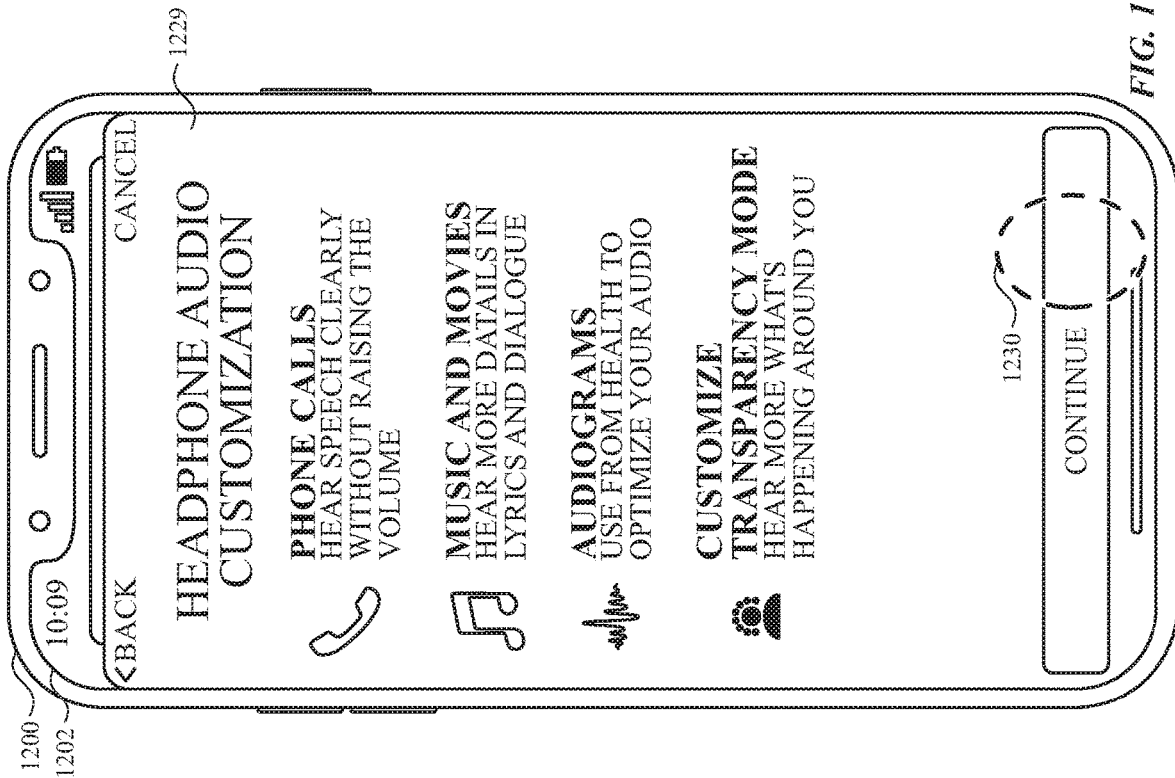 1200
1202
10:09
<BACK
CANCEL
1229
HEADPHONE AUDIO
CUSTOMIZATION
PHONE CALLS
HEAR SPEECH CLEARLY
WITHOUT RAISING THE
VOLUME
MUSIC AND MOVIES
HEAR MORE DATAILS IN
LYRICS AND DIALOGUE
AUDIOGRAMS
USE FROM HEALTH TO
OPTIMIZE YOUR AUDIO
CUSTOMIZE
TRANSPARENCY MODE
HEAR MORE WHAT'S
HAPPENING AROUND YOU
1230
CONTINUE
FIG. 1